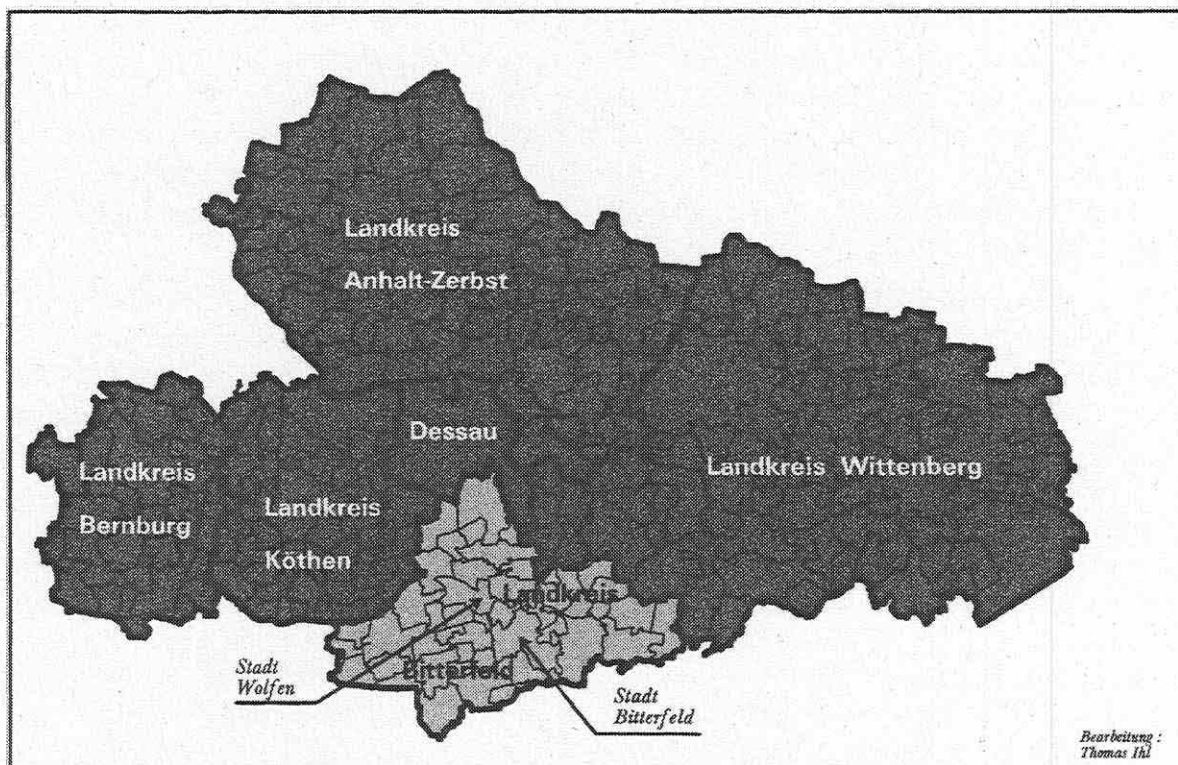 Landkreis
Anhalt-Zerbst
Dessau
Landkreis Wittenberg
Landkreis
Bernburg
Landkreis
Köthen
Landkreis
Bitterfeld
Stadt
Wolfen
Stadt
Bitterfeld
Bearbeitung :
Thomas Ihl